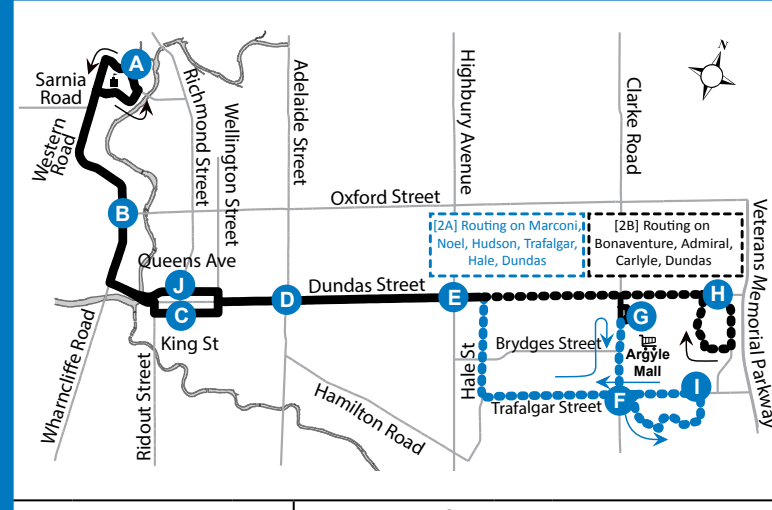 N
A
Sarnia
Road
Richmond Street
Wellington Street
Adelaide Street
Highbury Avenue
Clarke Road
Western
Road
B
Oxford Street
Veterans Memorial Parkway
[2A] Routing on Marconi,
Noel, Hudson, Trafalgar,
Hale, Dundas
[2B] Routing on
Bonaventure, Admiral,
Carlyle, Dundas
Queens Ave
J
Dundas Street
D
E
H
C
G
King St
Wharncliffe Road
Ridout Street
Hale St
Brydges Street
Argyle
Mall
Hamilton Road
Trafalgar Street
F
I